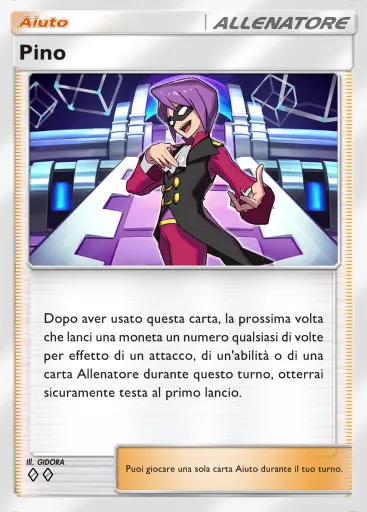 Aiuto
ALLENATORE
Pino
Dopo aver usato questa carta, la prossima volta
che lanci una moneta un numero qualsiasi di volte
per effetto di un attacco, di un'abilità o di una
carta Allenatore durante questo turno, otterrai
sicuramente testa al primo lancio.
Ill. GIDORA
Puoi giocare una sola carta Aiuto durante il tuo turno.